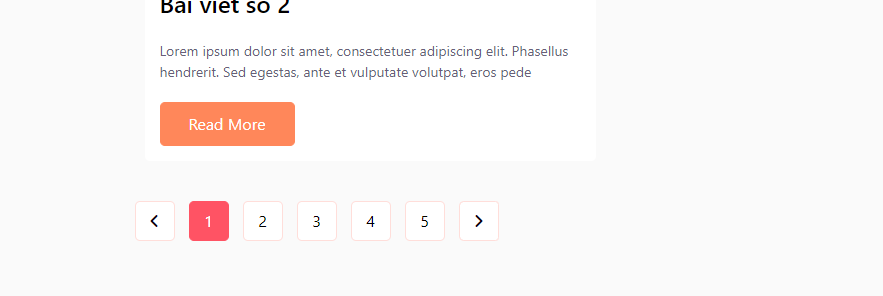 Bài viết số 2
Lorem ipsum dolor sit amet, consectetuer adipiscing elit. Phasellus
hendrerit. Sed egestas, ante et vulputate volutpat, eros pede
Read More
1 2 3 4 5